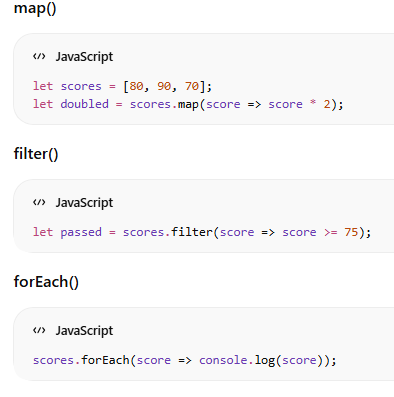 map()
</> JavaScript
let scores = [80, 90, 70];
let doubled = scores.map(score => score * 2);
filter()
</> JavaScript
let passed = scores.filter(score => score >= 75);
forEach()
</> JavaScript
scores.forEach(score => console.log(score));